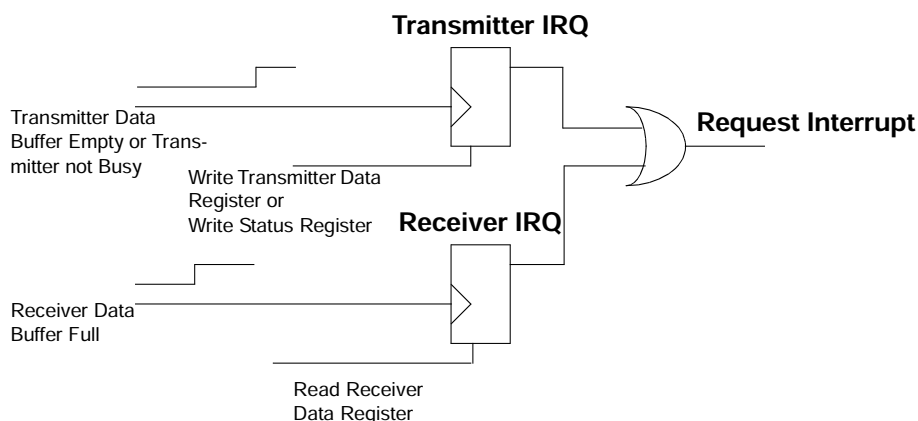 Transmitter IRQ
Transmitter Data
Buffer Empty or Trans-
mitter not Busy
Request Interrupt
Write Transmitter Data
Register or
Write Status Register
Receiver IRQ
Receiver Data
Buffer Full
Read Receiver
Data Register